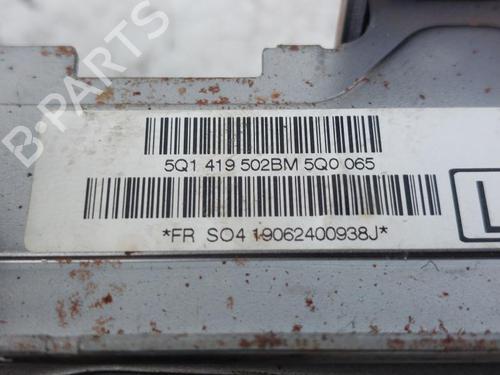 B-PARTS
5Q1 419 502BM 5Q0 065
*FR SO4 19062400938J*
L